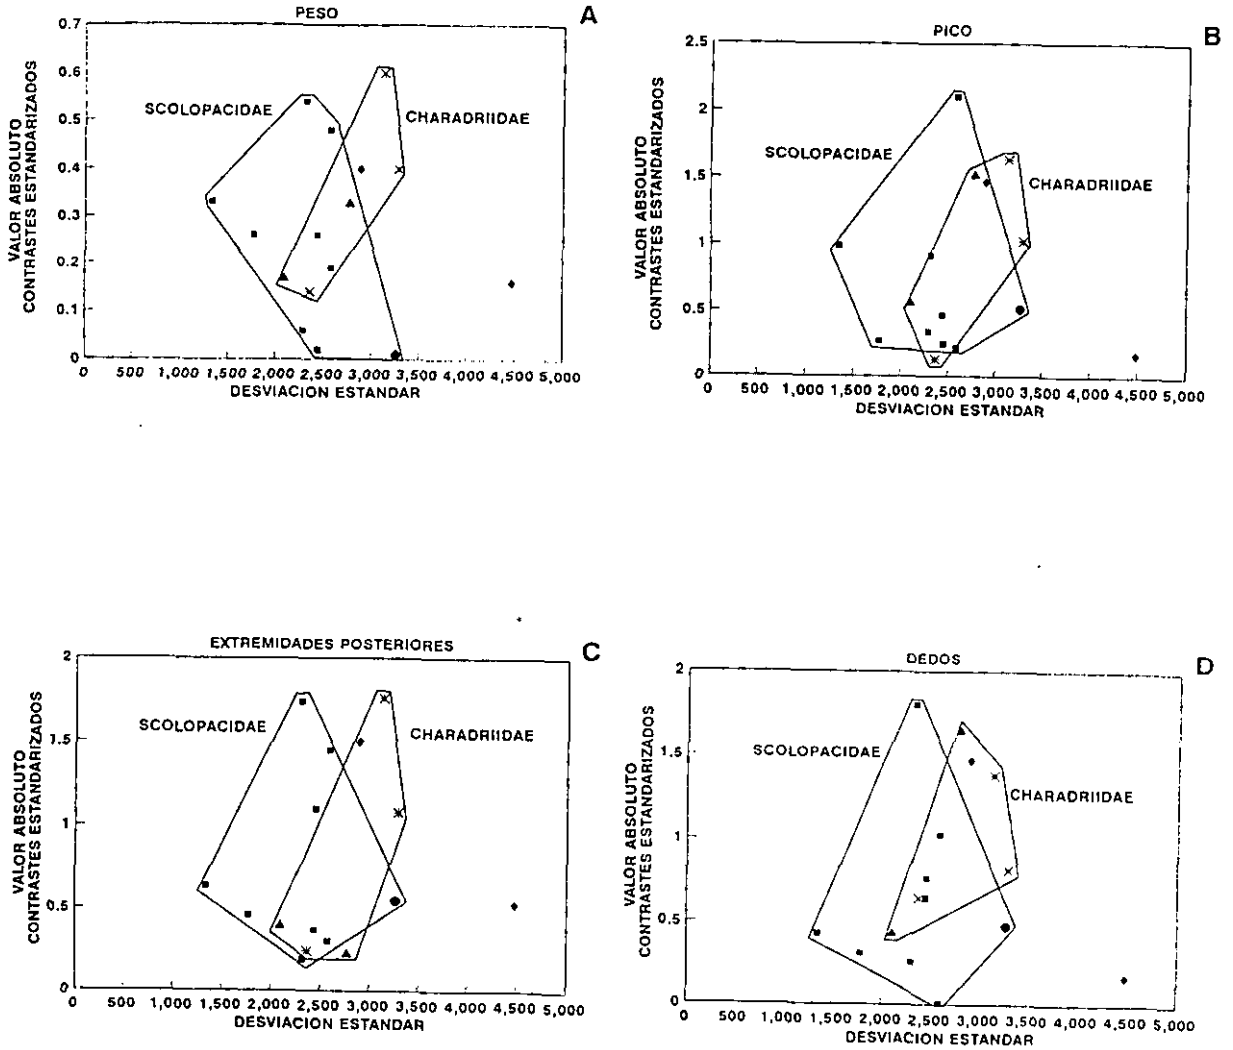 PESO
A
0.7
0.6
0.5
0.4
0.3
0.2
0.1
0
VALOR ABSOLUTO
CONTRASTES ESTANDARIZADOS
SCOLOPACIDAE
CHARADRIIDAE
0 500 1,000 1,500 2,000 2,500 3,000 3,500 4,000 4,500 5,000
DESVIACION ESTANDAR
PICO
B
2.5
2
1.5
1
0.5
0
VALOR ABSOLUTO
CONTRASTES ESTANDARIZADOS
SCOLOPACIDAE
CHARADRIIDAE
0 500 1,000 1,500 2,000 2,500 3,000 3,500 4,000 4,500 5,000
DESVIACION ESTANDAR
EXTREMIDADES POSTERIORES
C
2
1.5
1
0.5
0
VALOR ABSOLUTO
CONTRASTES ESTANDARIZADOS
SCOLOPACIDAE
CHARADRIIDAE
0 500 1,000 1,500 2,000 2,500 3,000 3,500 4,000 4,500 5,000
DESVIACION ESTANDAR
DEDOS
D
2
1.5
1
0.5
0
VALOR ABSOLUTO
CONTRASTES ESTANDARIZADOS
SCOLOPACIDAE
CHARADRIIDAE
0 500 1,000 1,500 2,000 2,500 3,000 3,500 4,000 4,500 5,000
DESVIACION ESTANDAR